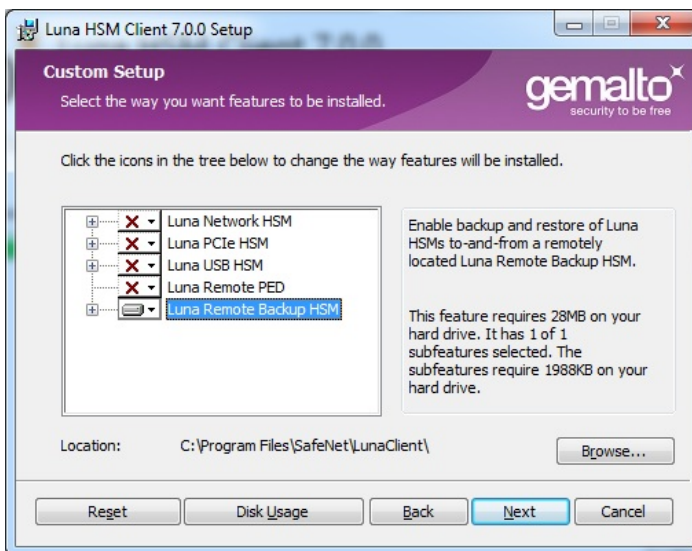 Luna HSM Client 7.0.0 Setup
Custom Setup
Select the way you want features to be installed.
gemalto
security to be free
Click the icons in the tree below to change the way features will be installed.
Luna Network HSM
Luna PCIe HSM
Luna USB HSM
Luna Remote PED
Luna Remote Backup HSM
Enable backup and restore of Luna
HSMs to-and-from a remotely
located Luna Remote Backup HSM.
This feature requires 28MB on your
hard drive. It has 1 of 1
subfeatures selected. The
subfeatures require 1988KB on your
hard drive.
Location: C:\Program Files\SafeNet\LunaClient\
Browse...
Reset Disk Usage Back Next Cancel